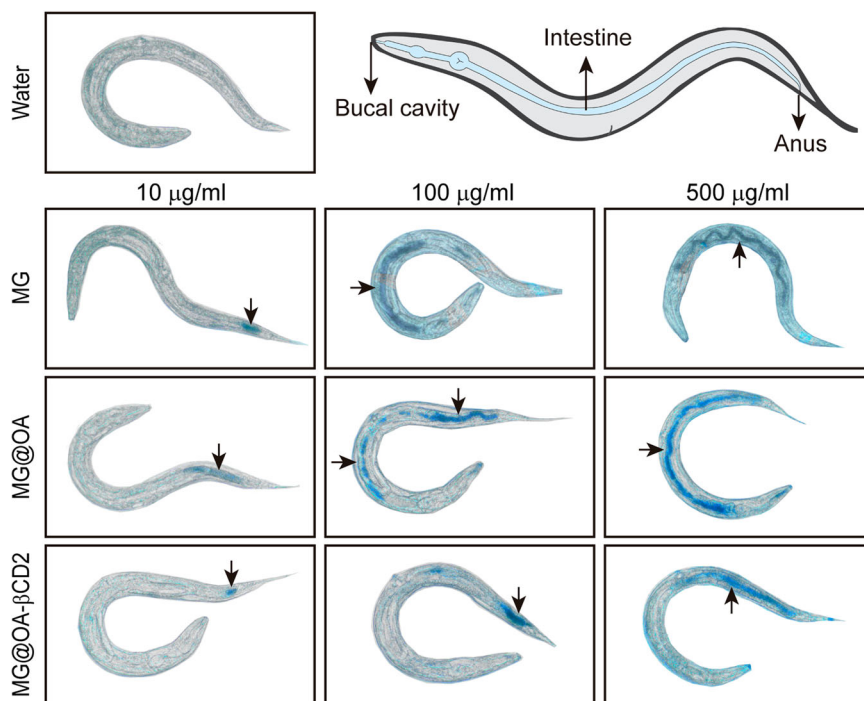 Water
Intestine
Bucal cavity
Anus
10 μg/ml
100 μg/ml
500 μg/ml
MG
MG@OA
MG@OA-βCD2